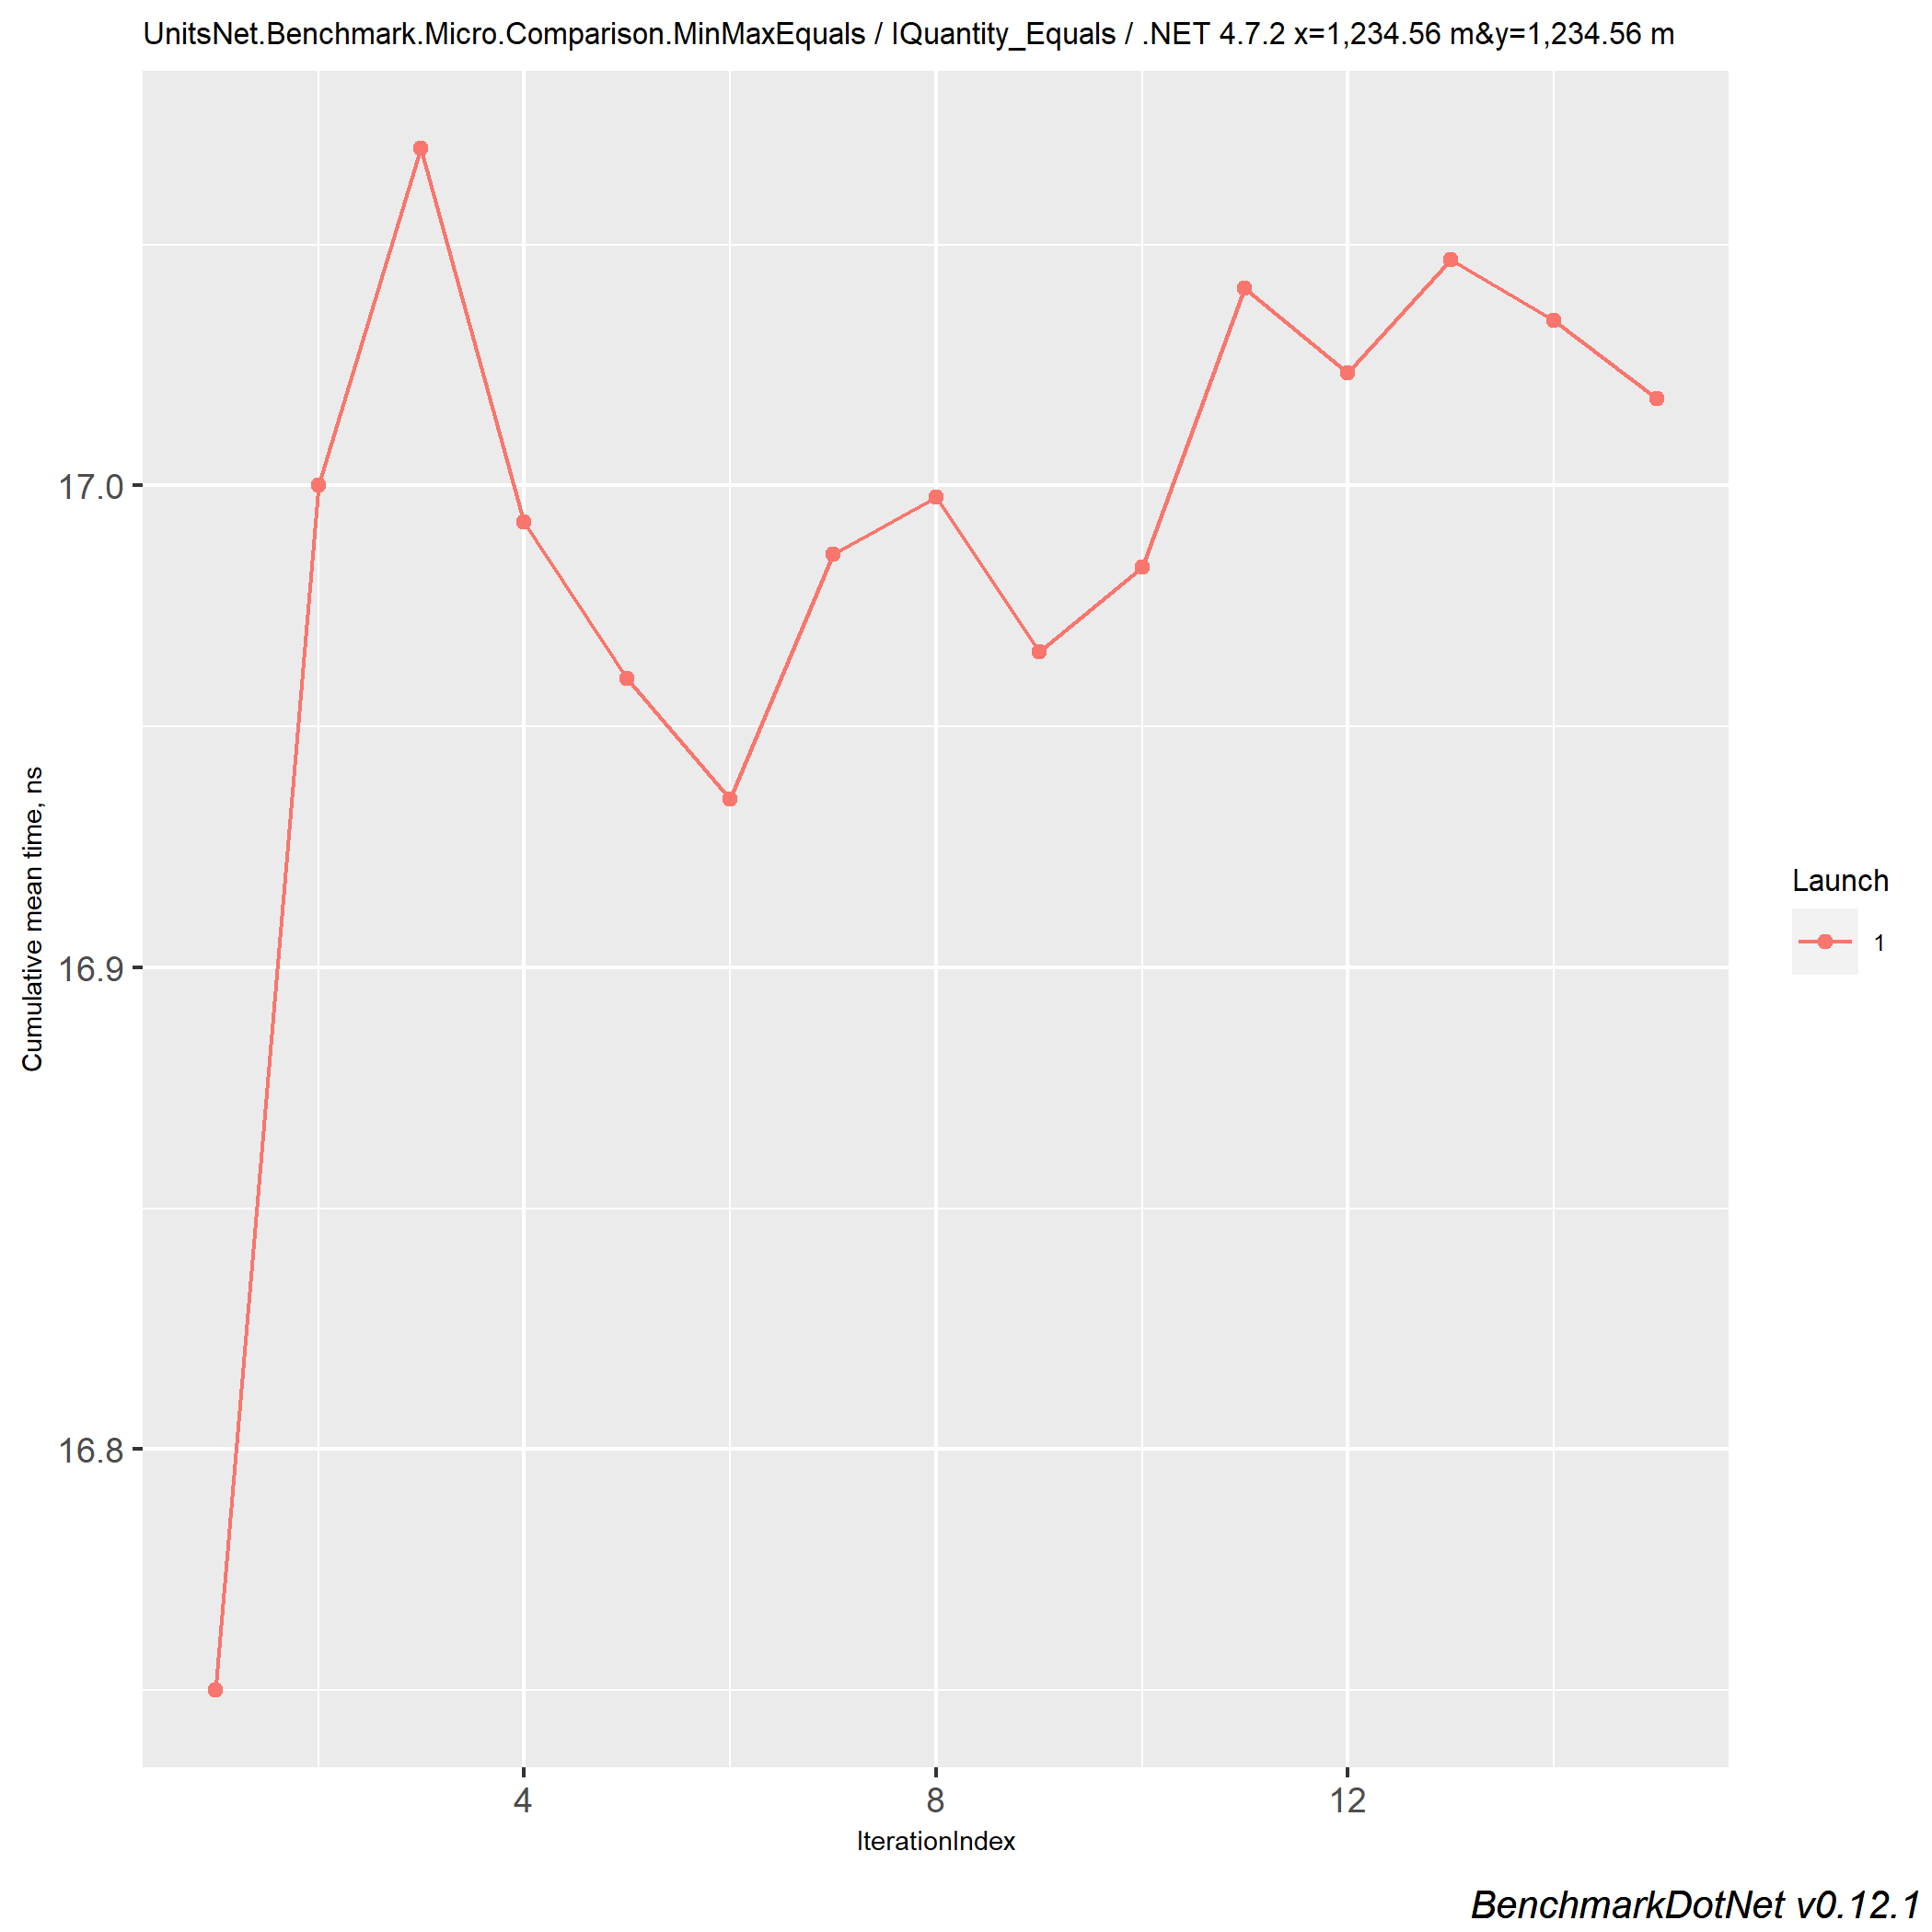 UnitsNet.Benchmark.Micro.Comparison.MinMaxEquals / IQuantity_Equals / .NET 4.7.2 x=1,234.56 m&y=1,234.56 m
Cumulative mean time, ns
17.0
16.9
16.8
4
8
12
IterationIndex
Launch
1
BenchmarkDotNet v0.12.1